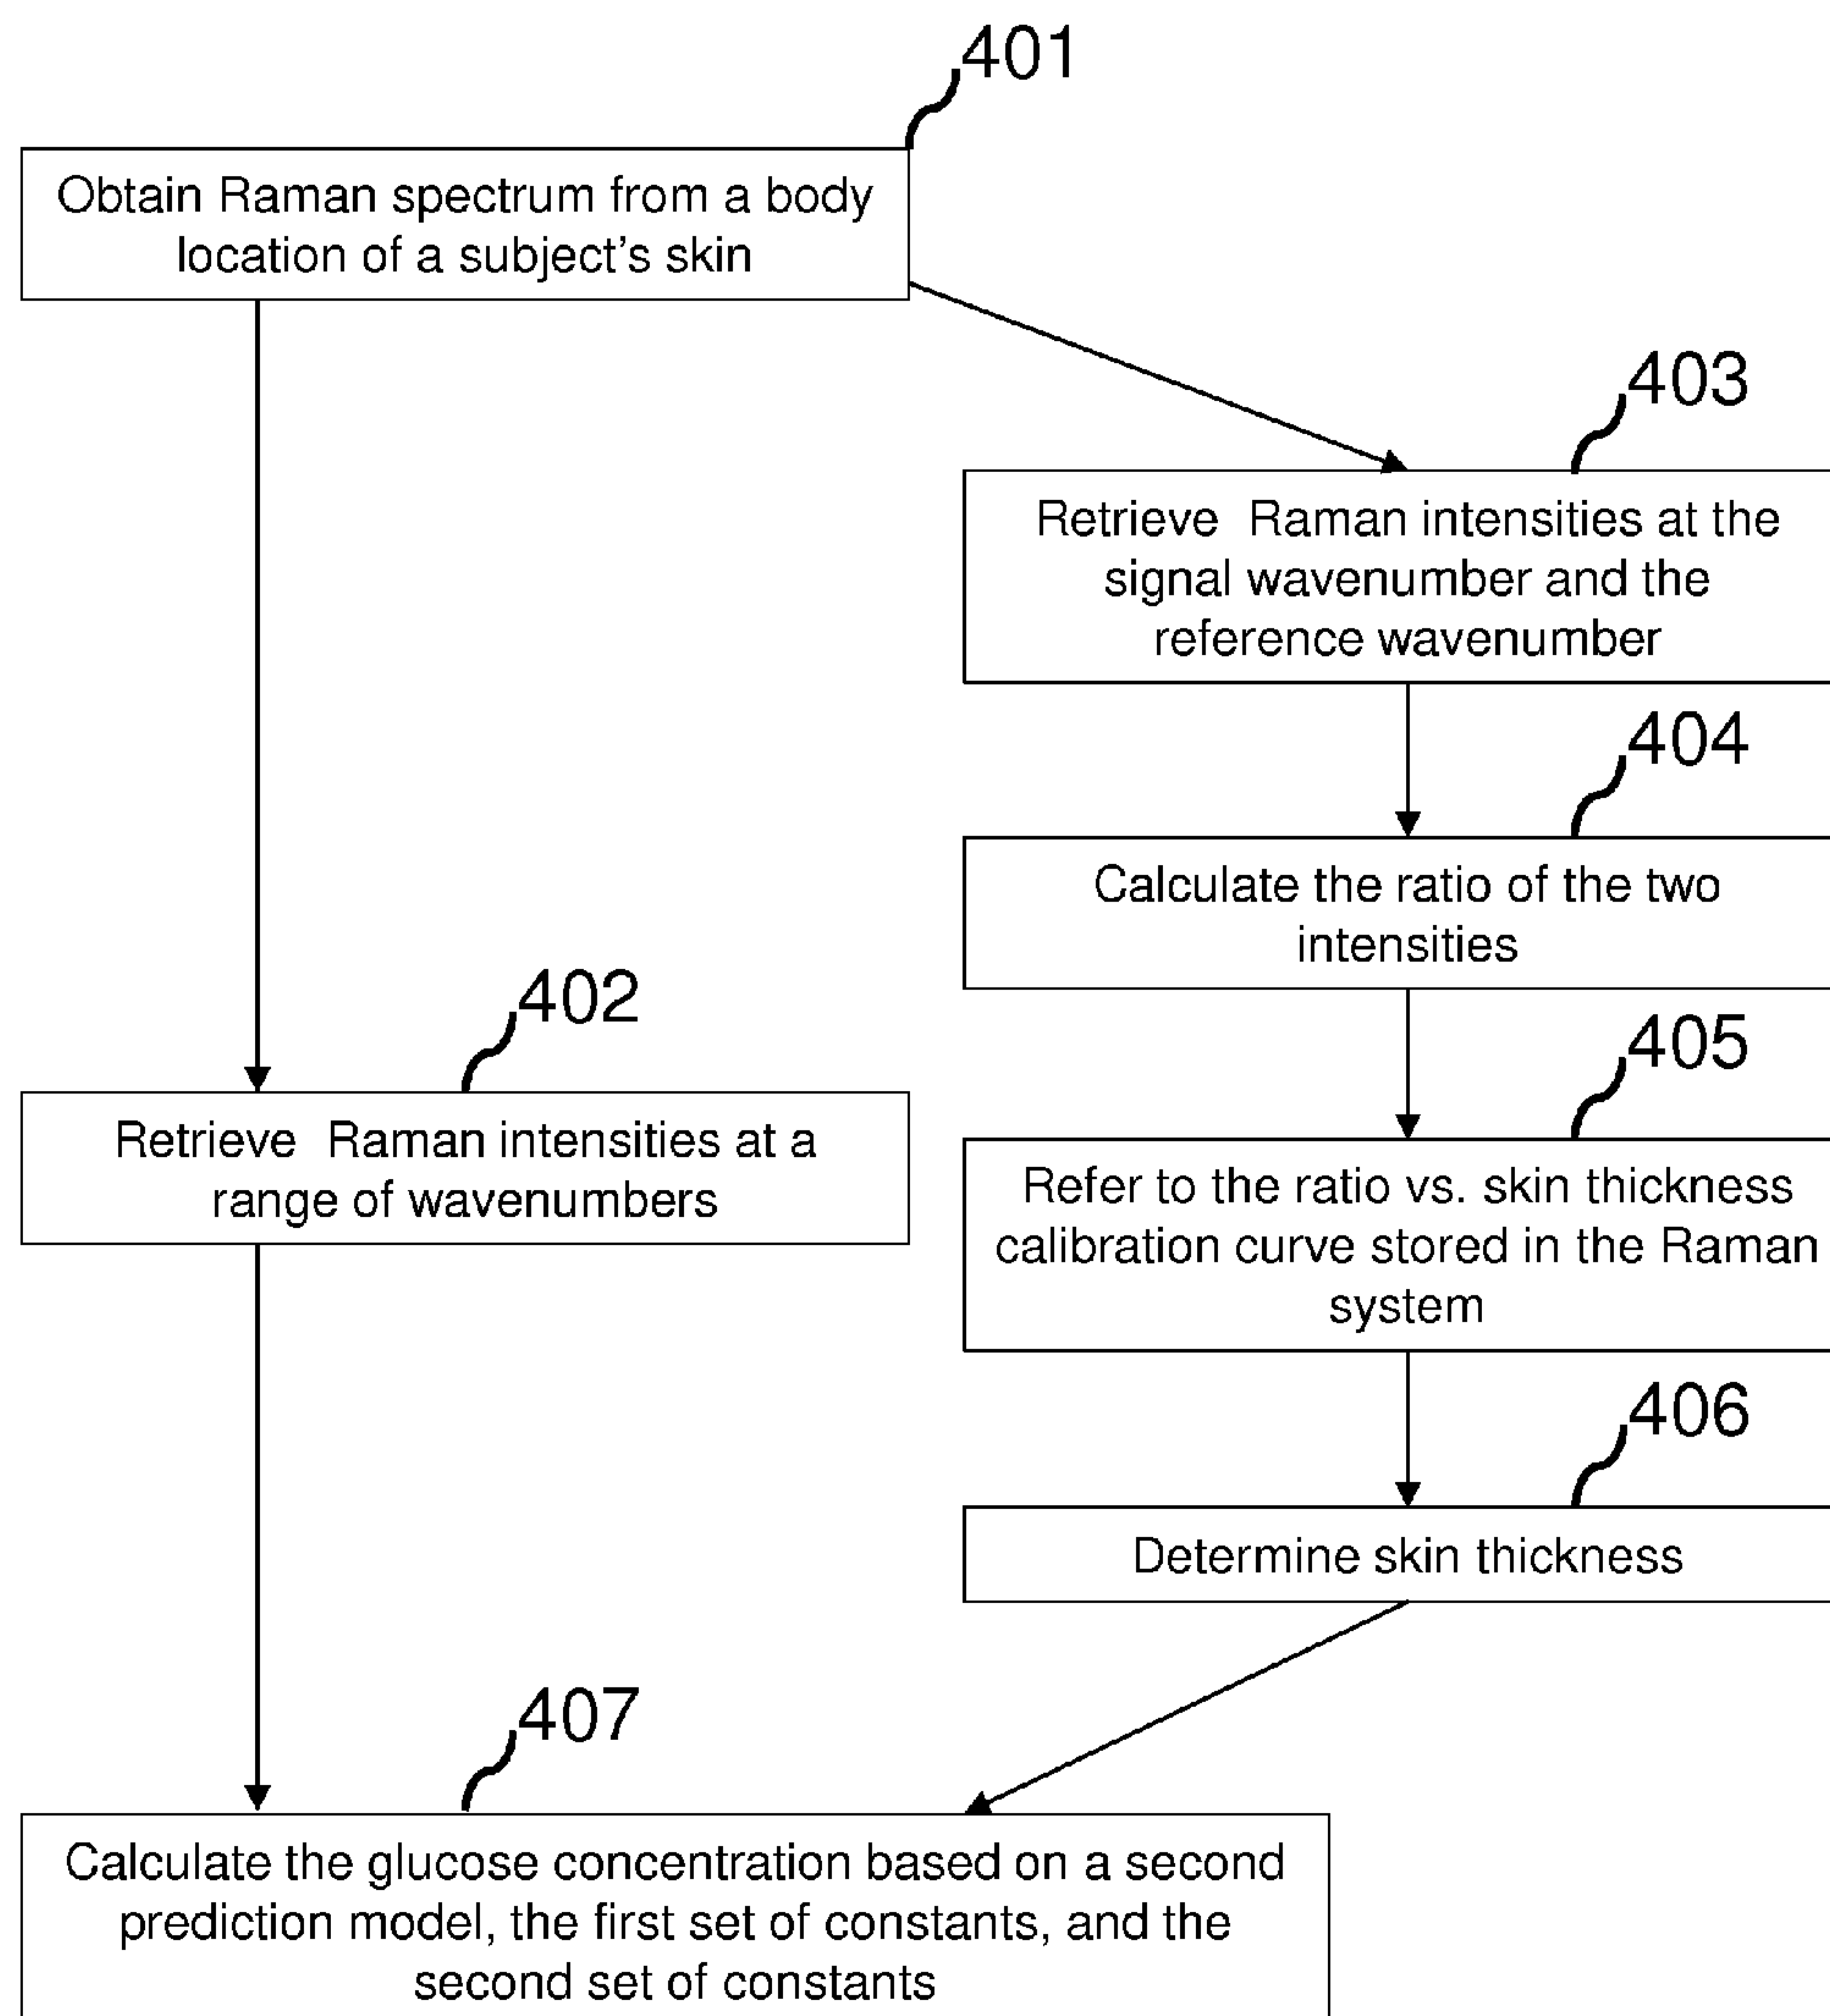 401
Obtain Raman spectrum from a body
location of a subject's skin
403
Retrieve Raman intensities at the
signal wavenumber and the
reference wavenumber
404
Calculate the ratio of the two
intensities
402
Retrieve Raman intensities at a
range of wavenumbers
405
Refer to the ratio vs. skin thickness
calibration curve stored in the Raman
system
406
Determine skin thickness
407
Calculate the glucose concentration based on a second
prediction model, the first set of constants, and the
second set of constants